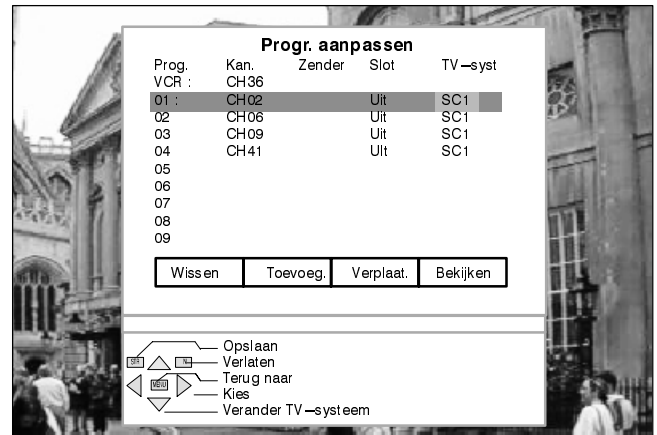 Progr. aanpassen
Prog. Kan. Zender Slot TV–syst
VCR : CH36
01 : CH02 Uit SC1
02 CH06 Uit SC1
03 CH09 Uit SC1
04 CH41 UIt SC1
05
06
07
08
09
Wissen Toevoeg. Verplaat. Bekijken
Opslaan
STR N Verlaten
MENU Terug naar
Kies
Verander TV–systeem